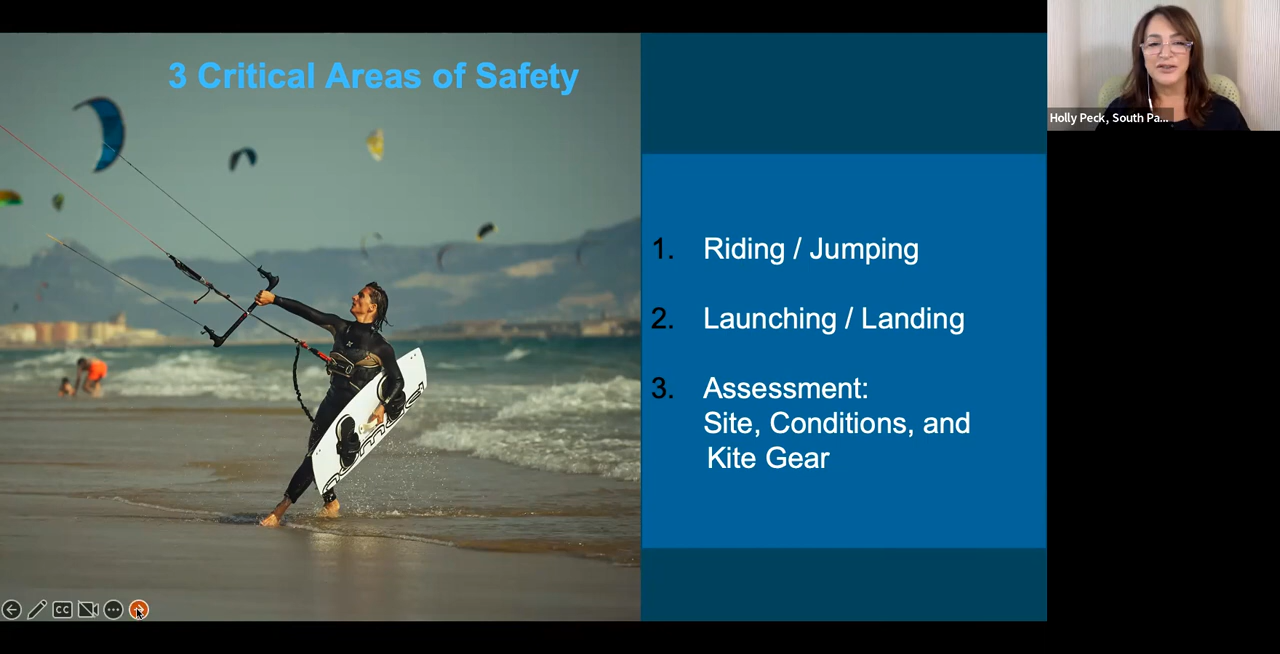 3 Critical Areas of Safety
Holly Peck, South Pa...
1. Riding / Jumping
2. Launching / Landing
3. Assessment:
Site, Conditions, and
Kite Gear
CC